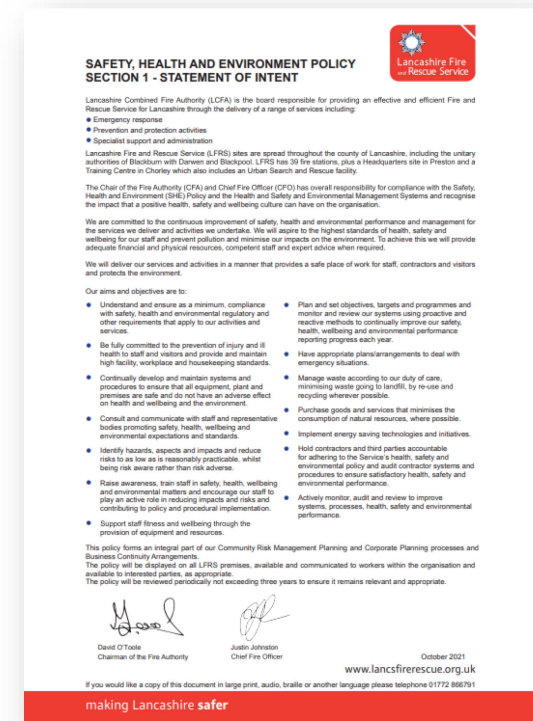 Lancashire Fire
and Rescue Service
SAFETY, HEALTH AND ENVIRONMENT POLICY
SECTION 1 - STATEMENT OF INTENT
Lancashire Combined Fire Authority (LCFA) is the board responsible for providing an effective and efficient Fire and
Rescue Service for Lancashire through the delivery of a range of services including:
Emergency response
Prevention and protection activities
Specialist support and administration
Lancashire Fire and Rescue Service (LFRS) sites are spread throughout the county of Lancashire, including the unitary
authorities of Blackburn with Darwen and Blackpool. LFRS has 39 fire stations, plus a Headquarters site in Preston and a
Training Centre in Chorley which also includes an Urban Search and Rescue facility.
The Chair of the Fire Authority (CFA) and Chief Fire Officer (CFO) has overall responsibility for compliance with the Safety,
Health and Environment (SHE) Policy and the Health and Safety and Environmental Management Systems and recognise
the impact that a positive health, safety and wellbeing culture can have on the organisation.
We are committed to the continuous improvement of safety, health and environmental performance and management for
the services we deliver and activities we undertake. We will aspire to the highest standards of health, safety and
wellbeing for our staff and prevent pollution and minimise our impacts on the environment. To achieve this we will provide
adequate financial and physical resources, competent staff and expert advice when required.
We will deliver our services and activities in a manner that provides a safe place of work for staff, contractors and visitors
and protects the environment.
Our aims and objectives are to:
Understand and ensure as a minimum, compliance
with safety, health and environmental regulatory and
other requirements that apply to our activities and
services.
Be fully committed to the prevention of injury and ill
health to staff and visitors and provide and maintain
high facility, workplace and housekeeping standards.
Continually develop and maintain systems and
procedures to ensure that all equipment, plant and
premises are safe and do not have an adverse effect
on health and wellbeing and the environment.
Consult and communicate with staff and representative
bodies promoting safety, health, wellbeing and
environmental expectations and standards.
Identify hazards, aspects and impacts and reduce
risks to as low as is reasonably practicable, whilst
being risk aware rather than risk adverse.
Raise awareness, train staff in safety, health, wellbeing
and environmental matters and encourage our staff to
play an active role in reducing impacts and risks and
contributing to policy and procedural implementation.
Support staff fitness and wellbeing through the
provision of equipment and resources.
Plan and set objectives, targets and programmes and
monitor and review our systems using proactive and
reactive methods to continually improve our safety,
health, wellbeing and environmental performance
reporting progress each year.
Have appropriate plans/arrangements to deal with
emergency situations.
Manage waste according to our duty of care,
minimising waste going to landfill, by re-use and
recycling wherever possible.
Purchase goods and services that minimises the
consumption of natural resources, where possible.
Implement energy saving technologies and initiatives.
Hold contractors and third parties accountable
for adhering to the Service's health, safety and
environmental policy and audit contractor systems and
procedures to ensure satisfactory health, safety and
environmental performance.
Actively monitor, audit and review to improve
systems, processes, health, safety and environmental
performance.
This policy forms an integral part of our Community Risk Management Planning and Corporate Planning processes and
Business Continuity Arrangements.
The policy will be displayed on all LFRS premises, available and communicated to workers within the organisation and
available to interested parties, as appropriate.
The policy will be reviewed periodically not exceeding three years to ensure it remains relevant and appropriate.
David O'Toole
Chairman of the Fire Authority
Justin Johnston
Chief Fire Officer
October 2021
www.lancsfirerescue.org.uk
If you would like a copy of this document in large print, audio, braille or another language please telephone 01772 866791
making Lancashire safer